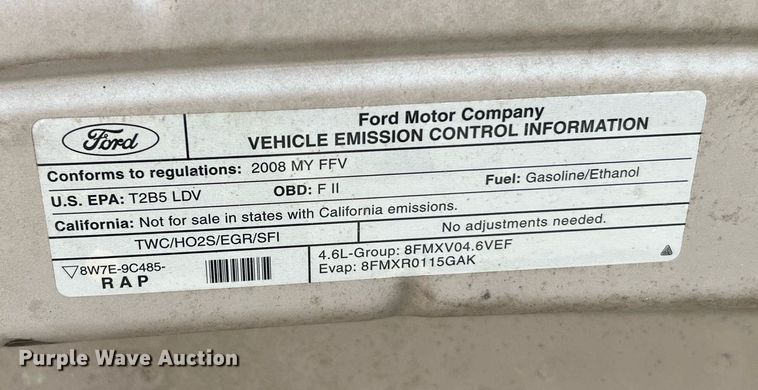 Ford
Ford Motor Company
VEHICLE EMISSION CONTROL INFORMATION
Conforms to regulations: 2008 MY FFV
U.S. EPA: T2B5 LDV OBD: F II Fuel: Gasoline/Ethanol
California: Not for sale in states with California emissions.
TWC/HO2S/EGR/SFI No adjustments needed.
▽8W7E-9C485-
R A P
4.6L-Group: 8FMXV04.6VEF
Evap: 8FMXR0115GAK
Purple Wave Auction